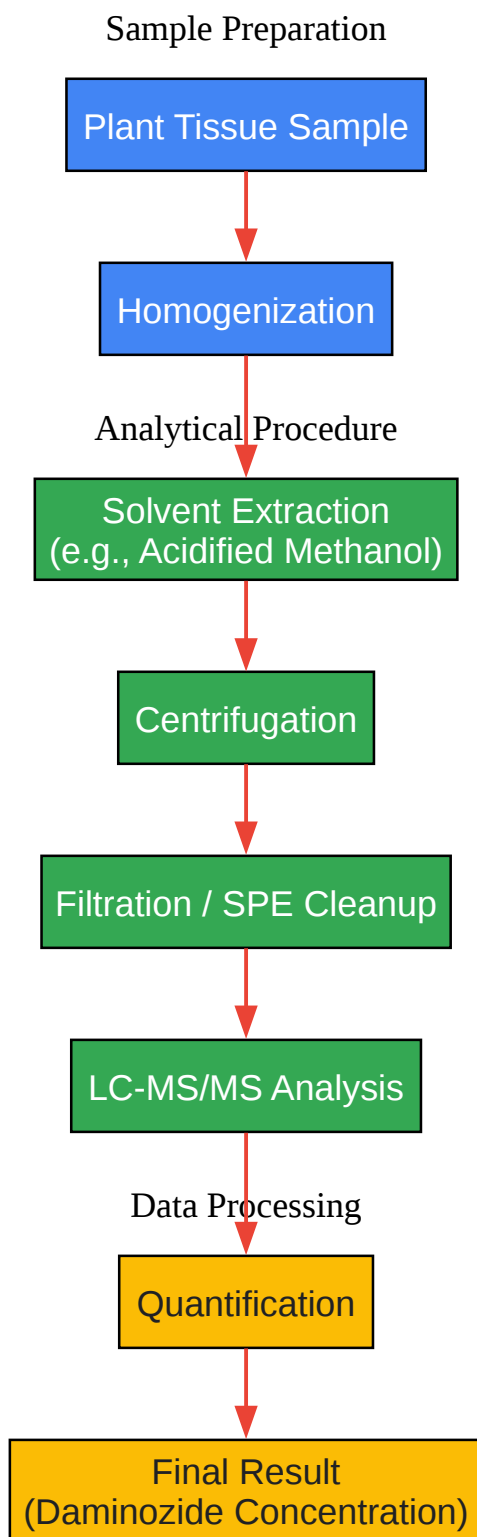 Sample Preparation
Plant Tissue Sample
Homogenization
Analytical Procedure
Solvent Extraction
(e.g., Acidified Methanol)
Centrifugation
Filtration / SPE Cleanup
LC-MS/MS Analysis
Data Processing
Quantification
Final Result
(Daminozide Concentration)